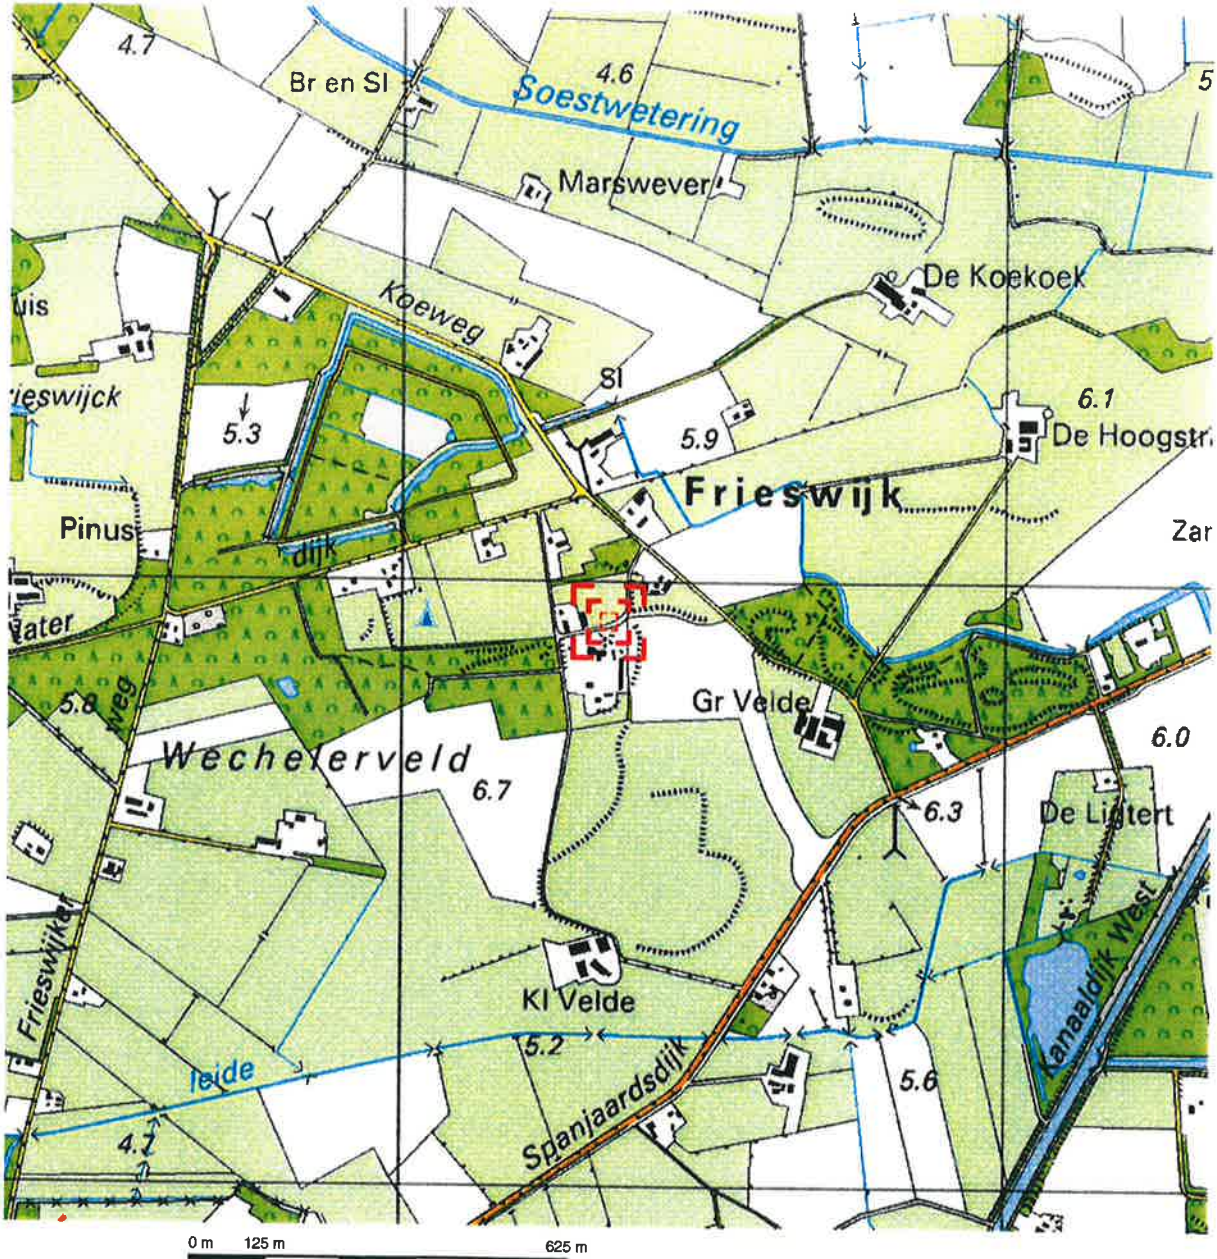 4.7
Br en Sl
4.6
Soestwetering
5
Marswever
De Koekoek
uis
Koeweg
Sl
ieswijck
5.3
5.9
6.1
De Hoogstr
Frieswijk
Pinus
dijk
Zar
ater
5.8
weg
Gr Velde
6.0
Wechelerveld
6.7
6.3
De Ligtert
Frieswijker
Kl Velde
Kanaaldijk West
5.2
leide
Spanjaardsdijk
5.6
4.7
0 m 125 m 625 m